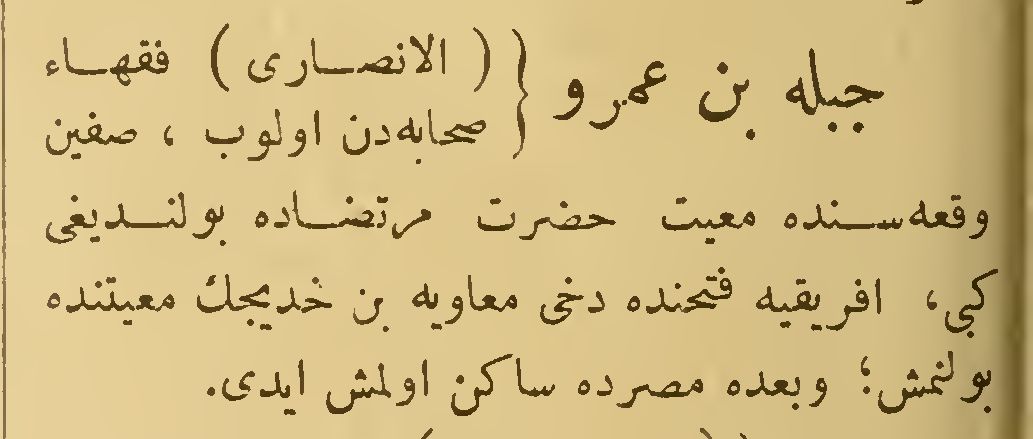 جبله بن عمرو { ( الانصاری ) فقهاء
صحابه‌دن اولوب ، صفین
وقعه‌سنده معیت حضرت مرتضاده بولندیغی
کبی، افریقیه فتحنده دخی معاویه بن خدیجك معیتنده
بولنمش؛ وبعده مصرده ساکن اولمش ایدی.